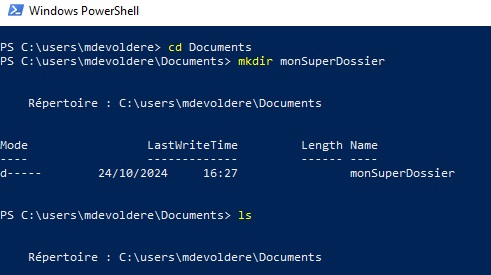 Windows PowerShell
PS C:\users\mdevoldere> cd Documents
PS C:\users\mdevoldere\Documents> mkdir monSuperDossier
Répertoire : C:\users\mdevoldere\Documents
Mode LastWriteTime Length Name
---- ------------- ------ ----
d----- 24/10/2024 16:27 monSuperDossier
PS C:\users\mdevoldere\Documents> ls
Répertoire : C:\users\mdevoldere\Documents